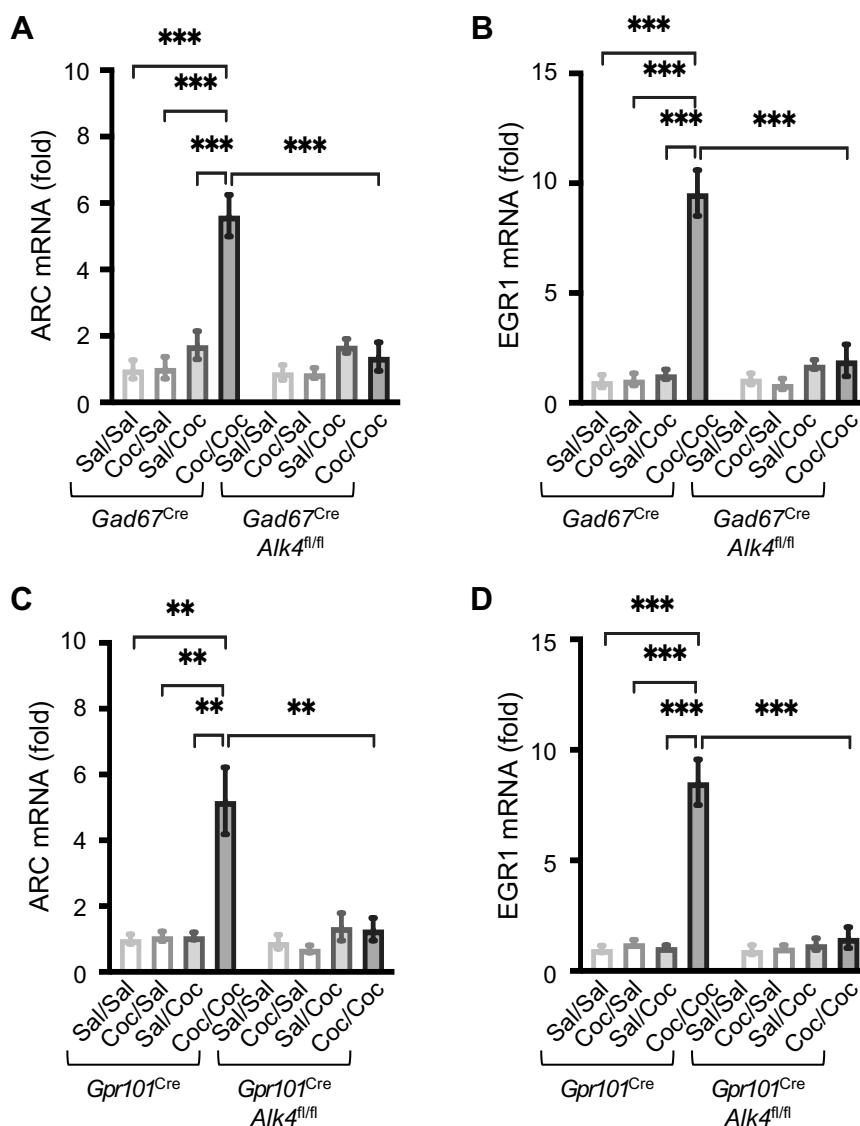 A
***
***
***
***
ARC mRNA (fold)
10
8
6
4
2
0
Sal/Sal
Coc/Sal
Sal/Coc
Coc/Coc
Sal/Sal
Coc/Sal
Sal/Coc
Coc/Coc
Gad67Cre
Gad67Cre
Alk4fl/fl
B
***
***
***
***
EGR1 mRNA (fold)
15
10
5
0
Sal/Sal
Coc/Sal
Sal/Coc
Coc/Coc
Sal/Sal
Coc/Sal
Sal/Coc
Coc/Coc
Gad67Cre
Gad67Cre
Alk4fl/fl
C
**
**
**
**
ARC mRNA (fold)
10
8
6
4
2
0
Sal/Sal
Coc/Sal
Sal/Coc
Coc/Coc
Sal/Sal
Coc/Sal
Sal/Coc
Coc/Coc
Gpr101Cre
Gpr101Cre
Alk4fl/fl
D
***
***
***
***
EGR1 mRNA (fold)
15
10
5
0
Sal/Sal
Coc/Sal
Sal/Coc
Coc/Coc
Sal/Sal
Coc/Sal
Sal/Coc
Coc/Coc
Gpr101Cre
Gpr101Cre
Alk4fl/fl